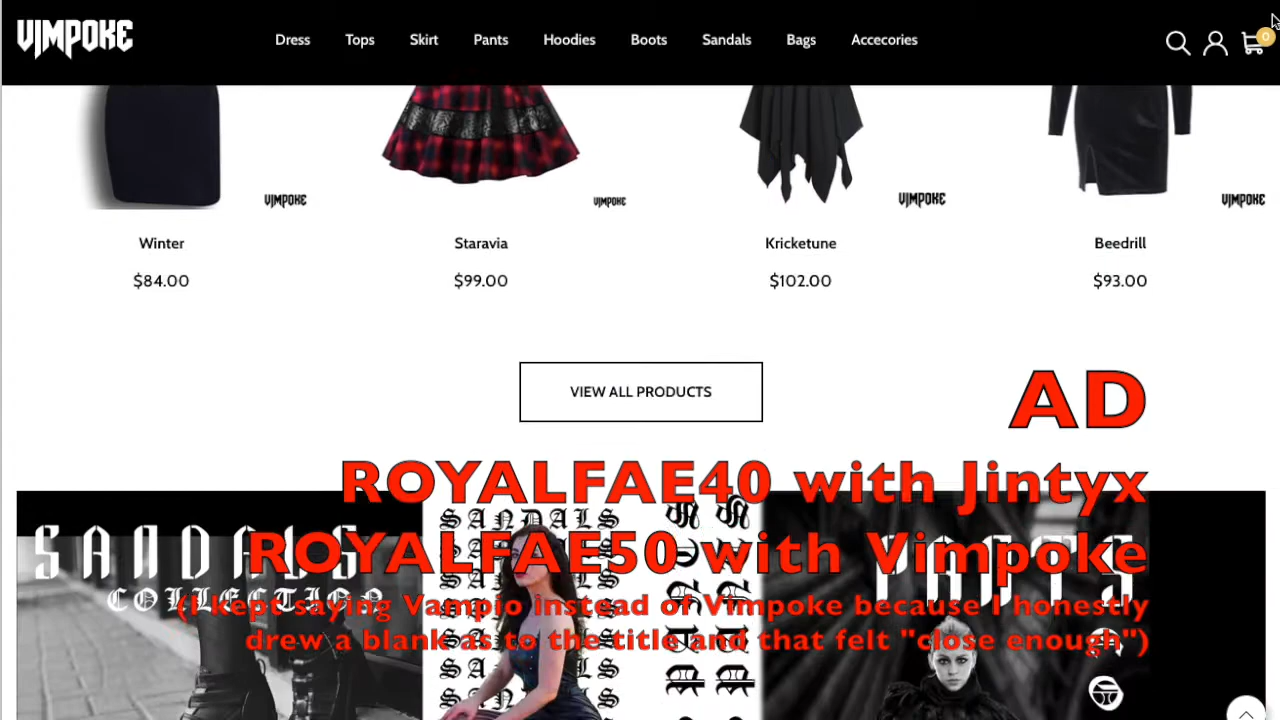 VIMPOKE
Dress Tops Skirt Pants Hoodies Boots Sandals Bags Accecories
0
VIMPOKE VIMPOKE VIMPOKE VIMPOKE
Winter Staravia Kricketune Beedrill
$84.00 $99.00 $102.00 $93.00
VIEW ALL PRODUCTS
AD
ROYALFAE40 with Jintyx
ROYALFAE50 with Vimpoke
(I kept saying Vampio instead of Vimpoke because I honestly
drew a blank as to the title and that felt "close enough")
SANDALS
COLLECTION
SANDALS